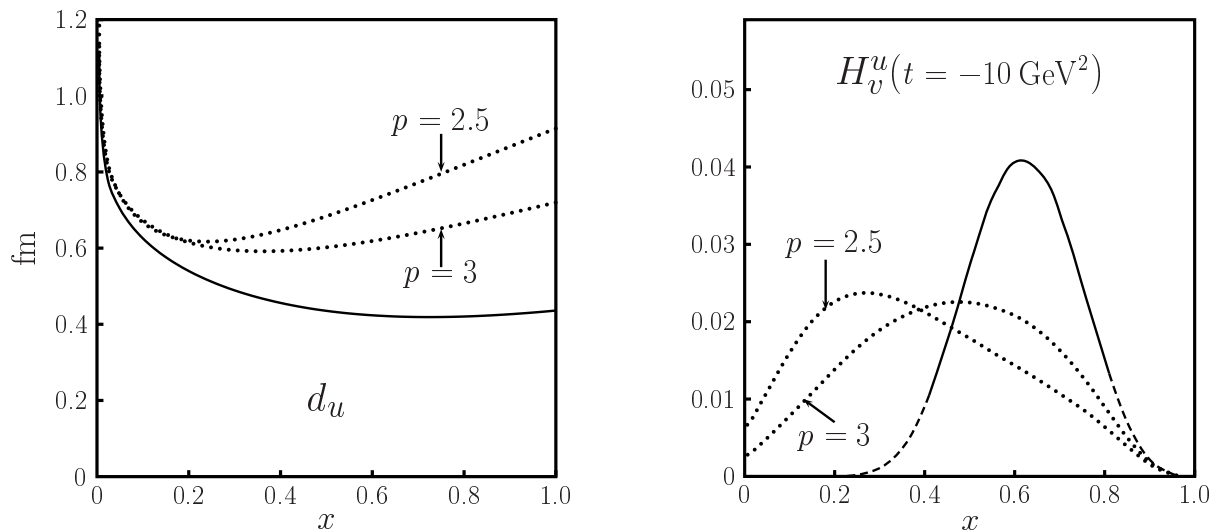 1.2
1.0
0.8
0.6
0.4
0.2
0
fm
p = 2.5
p = 3
d_u
0 0.2 0.4 0.6 0.8 1.0
x
H_v^u(t = −10 GeV²)
0.05
0.04
0.03
0.02
0.01
0
p = 2.5
p = 3
0 0.2 0.4 0.6 0.8 1.0
x